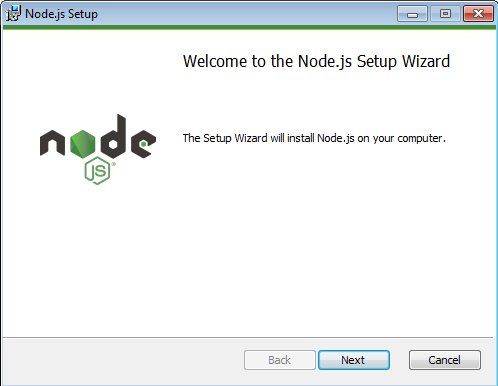 Node.js Setup
Welcome to the Node.js Setup Wizard
node
JS®
The Setup Wizard will install Node.js on your computer.
Back
Next
Cancel